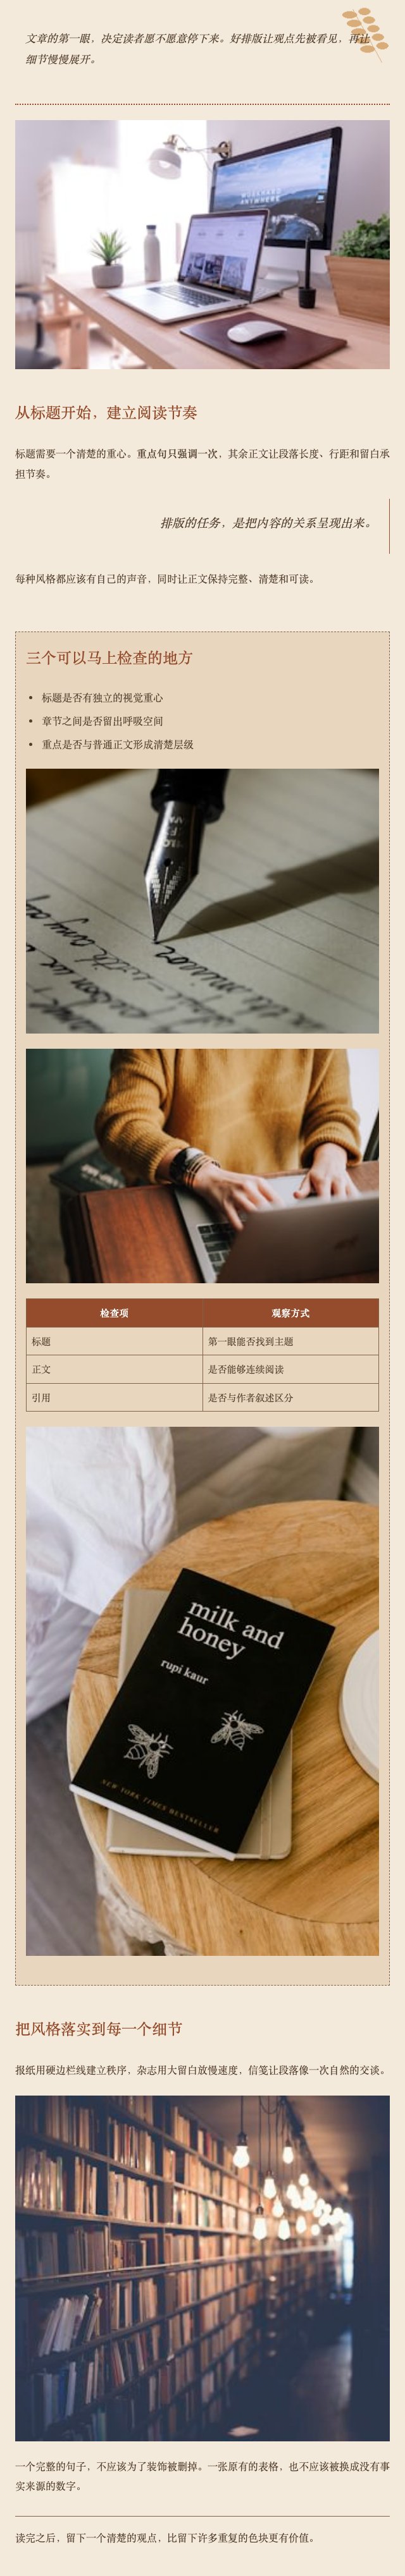 文章的第一眼，决定读者愿不愿意停下来。好排版让观点先被看见，再让
细节慢慢展开。
从标题开始，建立阅读节奏
标题需要一个清楚的重心。重点句只强调一次，其余正文让段落长度、行距和留白承
担节奏。
排版的任务，是把内容的关系呈现出来。
每种风格都应该有自己的声音，同时让正文保持完整、清楚和可读。
三个可以马上检查的地方
• 标题是否有独立的视觉重心
• 章节之间是否留出呼吸空间
• 重点是否与普通正文形成清楚层级
检查项 观察方式
标题 第一眼能否找到主题
正文 是否能够连续阅读
引用 是否与作者叙述区分
milk and
honey
rupi kaur
NEW YORK TIMES BESTSELLER
把风格落实到每一个细节
报纸用硬边栏线建立秩序，杂志用大留白放慢速度，信笺让段落像一次自然的交谈。
一个完整的句子，不应该为了装饰被删掉。一张原有的表格，也不应该被换成没有事
实来源的数字。
读完之后，留下一个清楚的观点，比留下许多重复的色块更有价值。